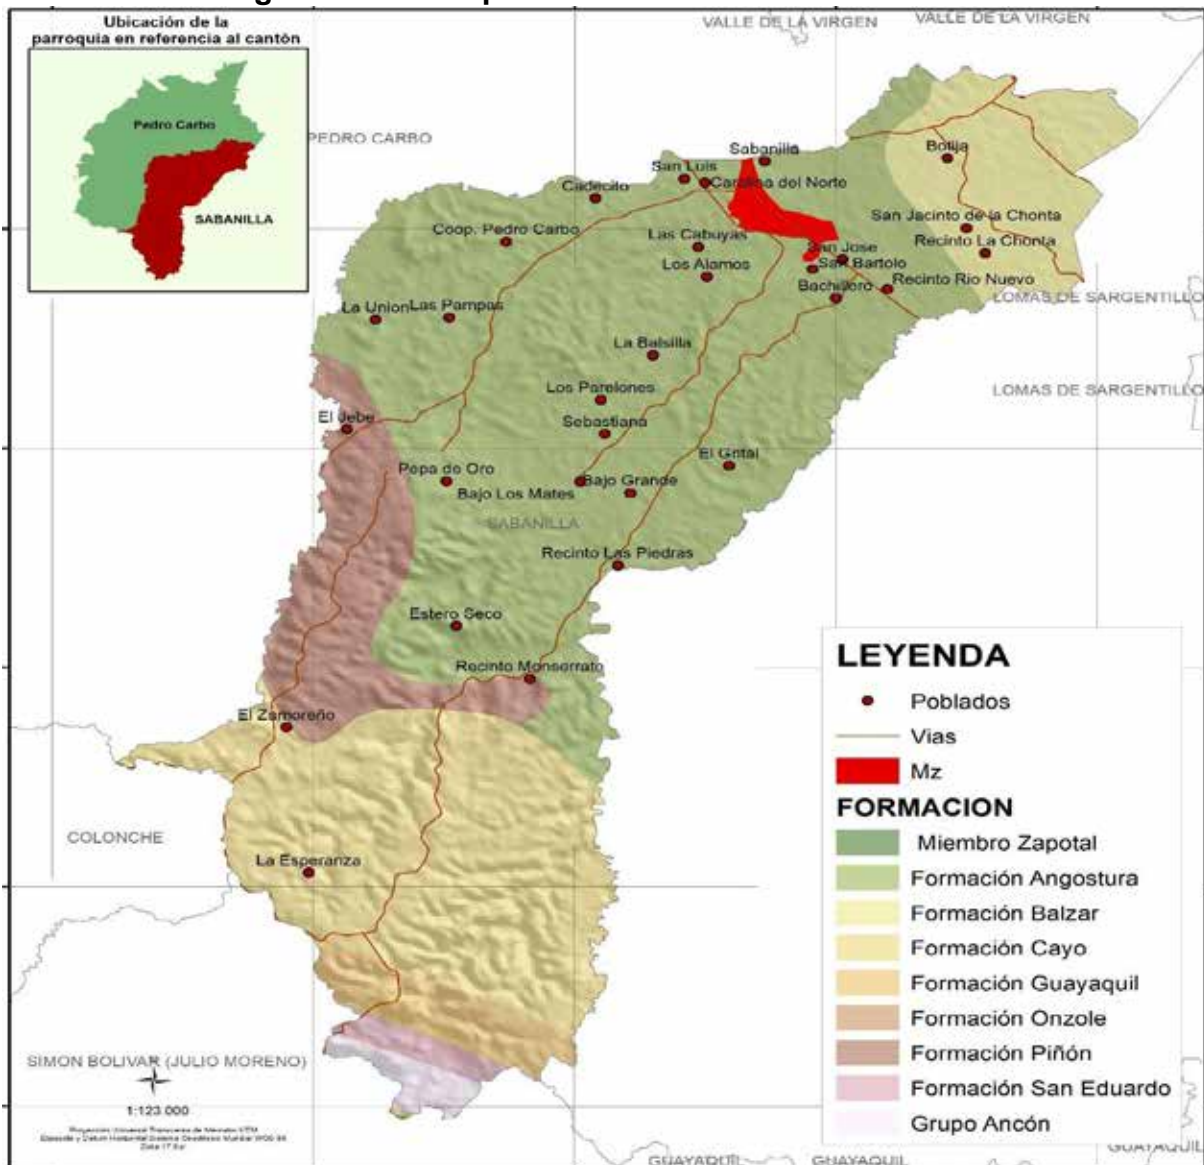 Ubicación de la
parroquia en referencia al cantón
Pedro Carbo
SABANILLA
VALLE DE LA VIRGEN
VALLE DE LA VIRGEN
PEDRO CARBO
Sabanilla
Botija
San Luis
Carolina del Norte
Cadecito
San Jacinto de la Chonta
Coop. Pedro Carbo
Las Cabuyas
San Jose
Recinto La Chonta
Los Alamos
San Bartolo
Bachillero
Recinto Rio Nuevo
LOMAS DE SARGENTILLO
La Union
Las Pampas
La Balsilla
LOMAS DE SARGENTILLO
Los Parelones
El Jebe
Sebastiana
El Grital
Pepa de Oro
Bajo Los Mates
Bajo Grande
SABANILLA
Recinto Las Piedras
Estero Seco
Recinto Monserrate
El Zamoreño
COLONCHE
La Esperanza
LEYENDA
Poblados
Vias
Mz
FORMACION
Miembro Zapotal
Formación Angostura
Formación Balzar
Formación Cayo
Formación Guayaquil
Formación Onzole
Formación Piñón
Formación San Eduardo
Grupo Ancón
SIMON BOLIVAR (JULIO MORENO)
1:123.000
GUAYAQUIL
GUAYAQUIL
GUAYAQUIL